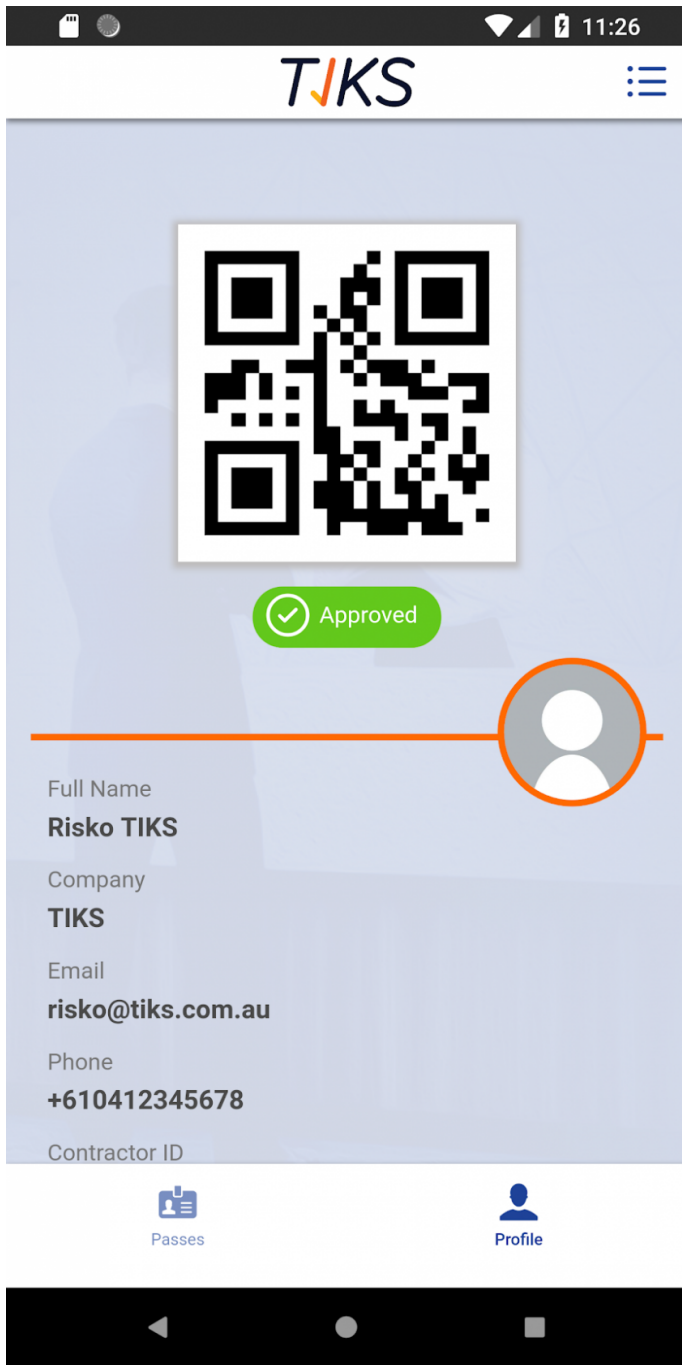 11:26
TIKS
Approved
Full Name
Risko TIKS
Company
TIKS
Email
risko@tiks.com.au
Phone
+610412345678
Contractor ID
Passes
Profile